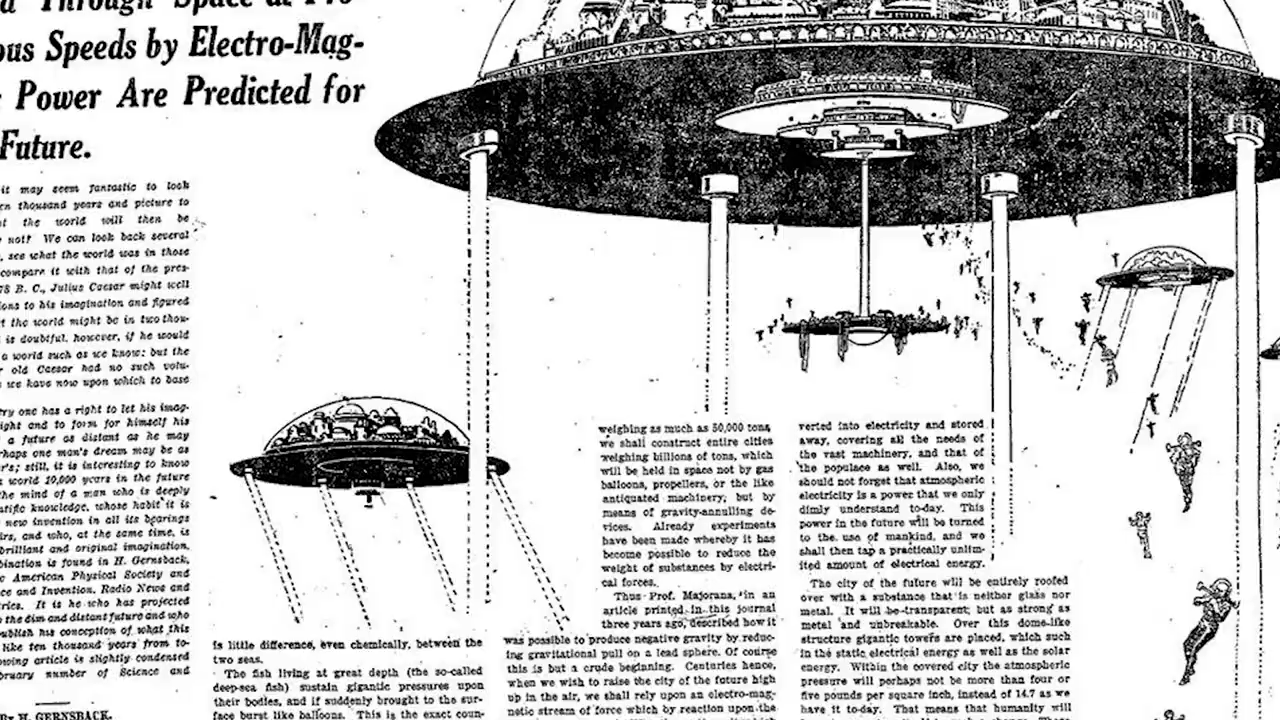 Through Space at Pro-
ous Speeds by Electro-Mag-
Power Are Predicted for
Future.
it may seem fantastic to look
n thousand years and picture to
t the world will then be
not? We can look back several
, see what the world was in those
compare it with that of the pres-
78 B. C., Julius Caesar might well
ions to his imagination and figured
t the world might be in two thou-
is doubtful, however, if he would
a world such as we know; but the
old Caesar had no such volu-
we have now upon which to base
ry one has a right to let his imag-
ight and to form for himself his
a future as distant as he may
rhaps one man's dream may be as
r's; still, it is interesting to know
world 10,000 years in the future
the mind of a man who is deeply
ntific knowledge, whose habit it is
new invention in all its bearings
irs, and who, at the same time, is
brilliant and original imagination.
bination is found in H. Gernsback,
American Physical Society and
ce and Invention, Radio News and
ries. It is he who has projected
the dim and distant future and who
ublish his conception of what this
like ten thousand years from to-
owing article is slightly condensed
bruary number of Science and
By H. GERNSBACK.
is little difference, even chemically, between the
two seas.
The fish living at great depth (the so-called
deep-sea fish) sustain gigantic pressures upon
their bodies, and if suddenly brought to the sur-
face burst like balloons. This is the exact coun-
weighing as much as 50,000 tons,
we shall construct entire cities
weighing billions of tons, which
will be held in space not by gas
balloons, propellers, or the like
antiquated machinery, but by
means of gravity-annulling de-
vices. Already experiments
have been made whereby it has
become possible to reduce the
weight of substances by electri-
cal forces.
Thus Prof. Majorana, in an
article printed in this journal
three years ago, described how it
was possible to produce negative gravity by reduc-
ing gravitational pull on a lead sphere. Of course
this is but a crude beginning. Centuries hence,
when we wish to raise the city of the future high
up in the air, we shall rely upon an electro-mag-
netic stream of force which by reaction upon the
verted into electricity and stored
away, covering all the needs of
the vast machinery, and that of
the populace as well. Also, we
should not forget that atmospheric
electricity is a power that we only
dimly understand to-day. This
power in the future will be turned
to the use of mankind, and we
shall then tap a practically unlim-
ited amount of electrical energy.
The city of the future will be entirely roofed
over with a substance that is neither glass nor
metal. It will be transparent; but as strong as
metal and unbreakable. Over this dome-like
structure gigantic towers are placed, which such
in the static electrical energy as well as the solar
energy. Within the covered city the atmospheric
pressure will perhaps not be more than four or
five pounds per square inch, instead of 14.7 as we
have it to-day. That means that humanity will